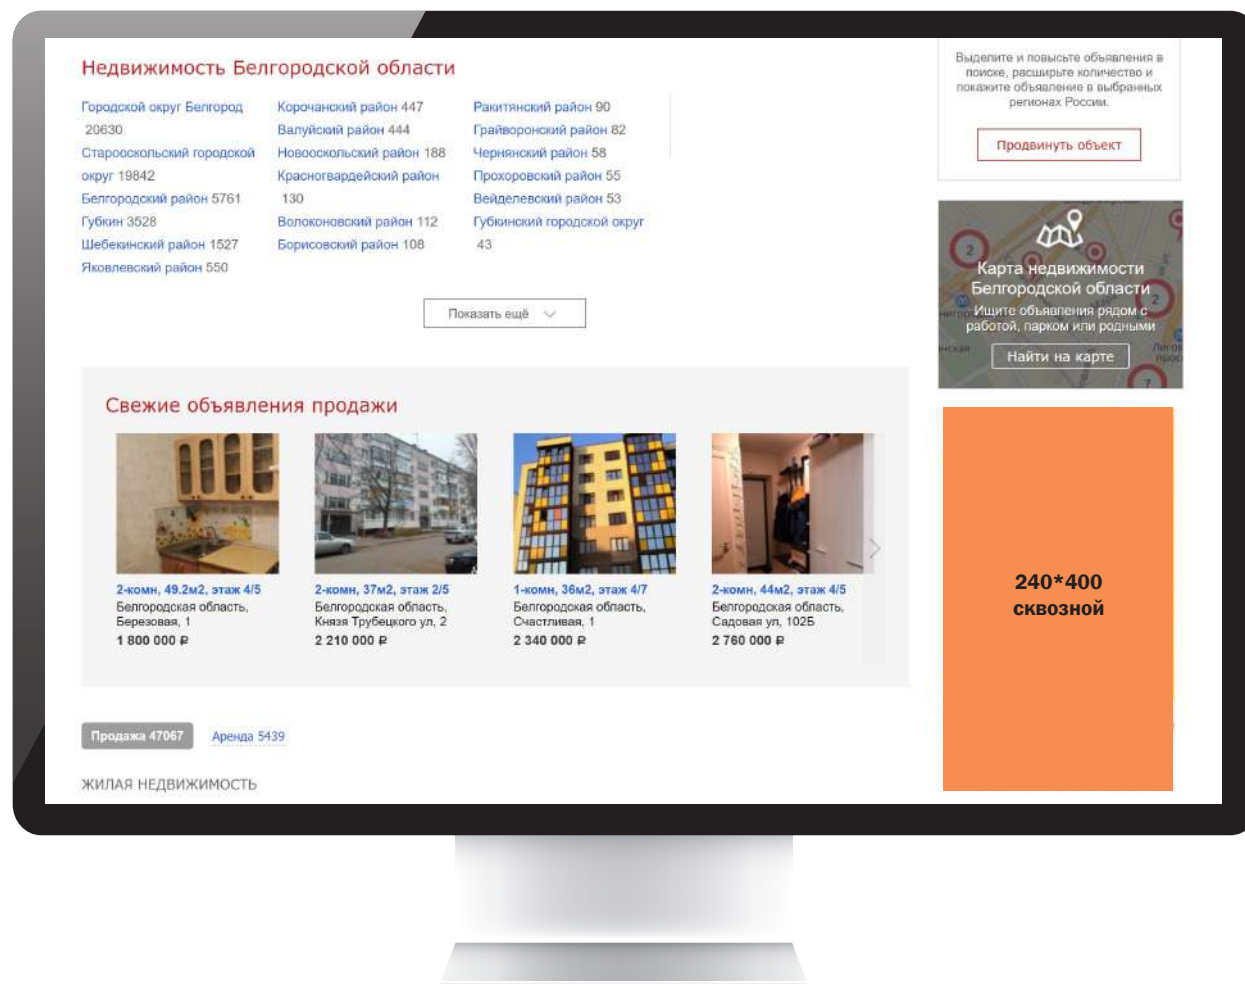 Недвижимость Белгородской области
Городской округ Белгород
20630
Старооскольский городской
округ 19842
Белгородский район 5761
Губкин 3528
Шебекинский район 1527
Яковлевский район 550
Корочанский район 447
Валуйский район 444
Новооскольский район 188
Красногвардейский район
130
Волоконовский район 112
Борисовский район 108
Ракитянский район 90
Грайворонский район 82
Чернянский район 58
Прохоровский район 55
Вейделевский район 53
Губкинский городской округ
43
Показать ещё
Выделите и повысьте объявления в
поиске, расширьте количество и
покажите объявление в выбранных
регионах России.
Продвинуть объект
2
2
7
Карта недвижимости
Белгородской области
Ищите объявления рядом с
работой, парком или родными
Найти на карте
Свежие объявления продажи
2-комн, 49.2м2, этаж 4/5
Белгородская область,
Березовая, 1
1 800 000 ₽
2-комн, 37м2, этаж 2/5
Белгородская область,
Князя Трубецкого ул, 2
2 210 000 ₽
1-комн, 36м2, этаж 4/7
Белгородская область,
Счастливая, 1
2 340 000 ₽
2-комн, 44м2, этаж 4/5
Белгородская область,
Садовая ул, 102Б
2 760 000 ₽
240*400
сквозной
Продажа 47067
Аренда 5439
ЖИЛАЯ НЕДВИЖИМОСТЬ